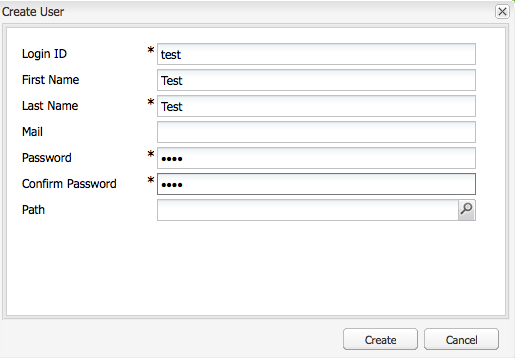 Create User
Login ID * test
First Name Test
Last Name * Test
Mail
Password * ••••
Confirm Password * ••••
Path
Create Cancel